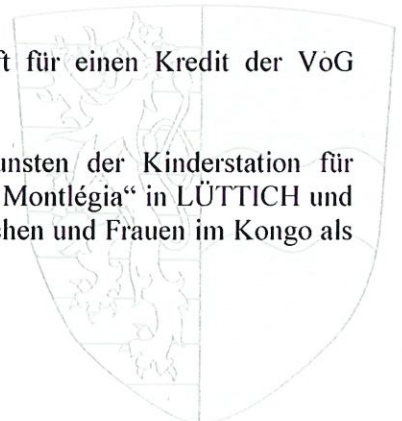 ft für einen Kredit der VoG
unsten der Kinderstation für
Montlégia“ in LÜTTICH und
chen und Frauen im Kongo als